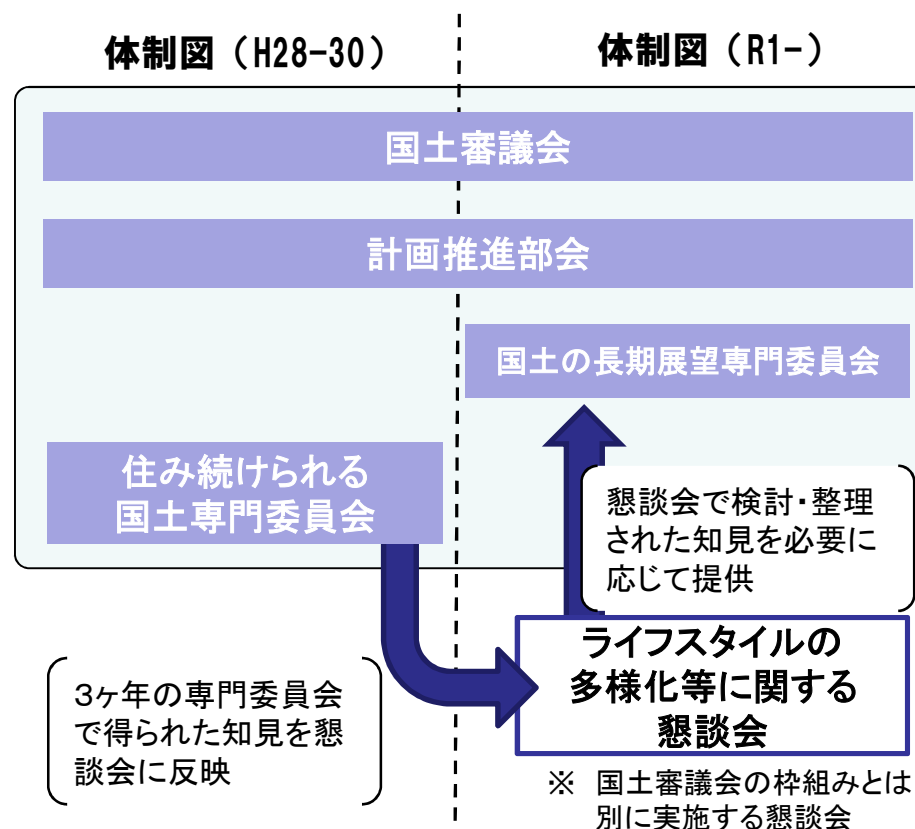 体制図（H28-30）
体制図（R1-）
国土審議会
計画推進部会
国土の長期展望専門委員会
住み続けられる
国土専門委員会
懇談会で検討・整理
された知見を必要に
応じて提供
ライフスタイルの
多様化等に関する
懇談会
3ヶ年の専門委員会
で得られた知見を懇
談会に反映
※ 国土審議会の枠組みとは
別に実施する懇談会